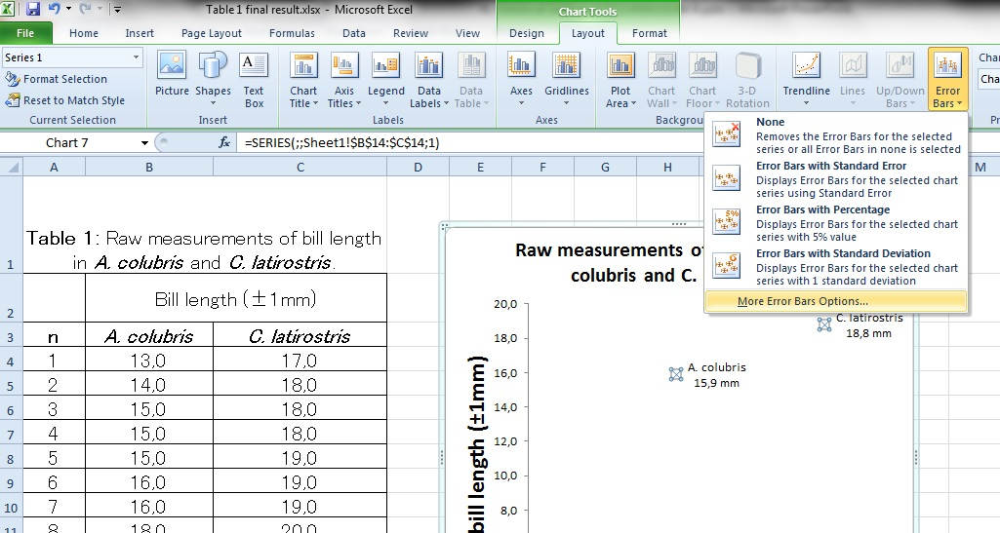 Table 1 final result.xlsx - Microsoft Excel
Chart Tools
File Home Insert Page Layout Formulas Data Review View Design Layout Format
Series 1
Format Selection
Reset to Match Style
Picture Shapes Text Box
Chart Title Axis Titles Legend Data Labels Data Table
Axes Gridlines
Plot Area Chart Wall Chart Floor 3-D Rotation
Trendline Lines Up/Down Bars Error Bars
Char
Cha
Current Selection Insert Labels Axes Backgrou Pr
None
Removes the Error Bars for the selected
series or all Error Bars in none is selected
Error Bars with Standard Error
Displays Error Bars for the selected chart
series using Standard Error
5%
Error Bars with Percentage
Displays Error Bars for the selected chart
series with 5% value
Error Bars with Standard Deviation
Displays Error Bars for the selected chart
series with 1 standard deviation
More Error Bars Options...
Chart 7 fx =SERIES(;;Sheet1!$B$14:$C$14;1)
A B C D E F G H M
Table 1: Raw measurements of bill length
1 in A. colubris and C. latirostris.
2 Bill length (±1mm)
3 n A. colubris C. latirostris
4 1 13,0 17,0
5 2 14,0 18,0
6 3 15,0 18,0
7 4 15,0 18,0
8 5 15,0 19,0
9 6 16,0 19,0
10 7 16,0 19,0
11 8 18,0 20,0
Raw measurements o
colubris and C.
bill length (±1mm)
20,0
18,0
16,0
14,0
12,0
10,0
8,0
C. latirostris
18,8 mm
A. colubris
15,9 mm